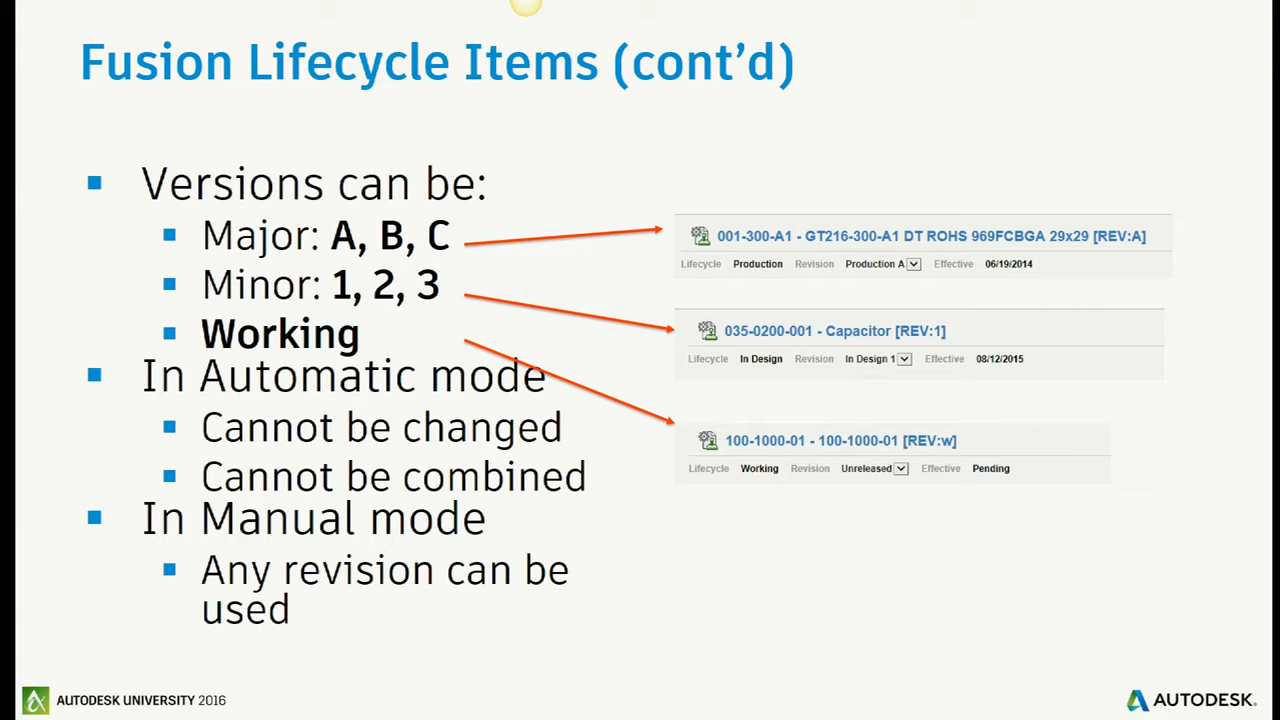 Fusion Lifecycle Items (cont’d)
Versions can be:
Major: A, B, C
Minor: 1, 2, 3
Working
In Automatic mode
Cannot be changed
Cannot be combined
In Manual mode
Any revision can be
used
001-300-A1 - GT216-300-A1 DT ROHS 969FCBGA 29x29 [REV:A]
Lifecycle Production Revision Production A Effective 06/19/2014
035-0200-001 - Capacitor [REV:1]
Lifecycle In Design Revision In Design 1 Effective 08/12/2015
100-1000-01 - 100-1000-01 [REV:w]
Lifecycle Working Revision Unreleased Effective Pending
AUTODESK UNIVERSITY 2016
AUTODESK.